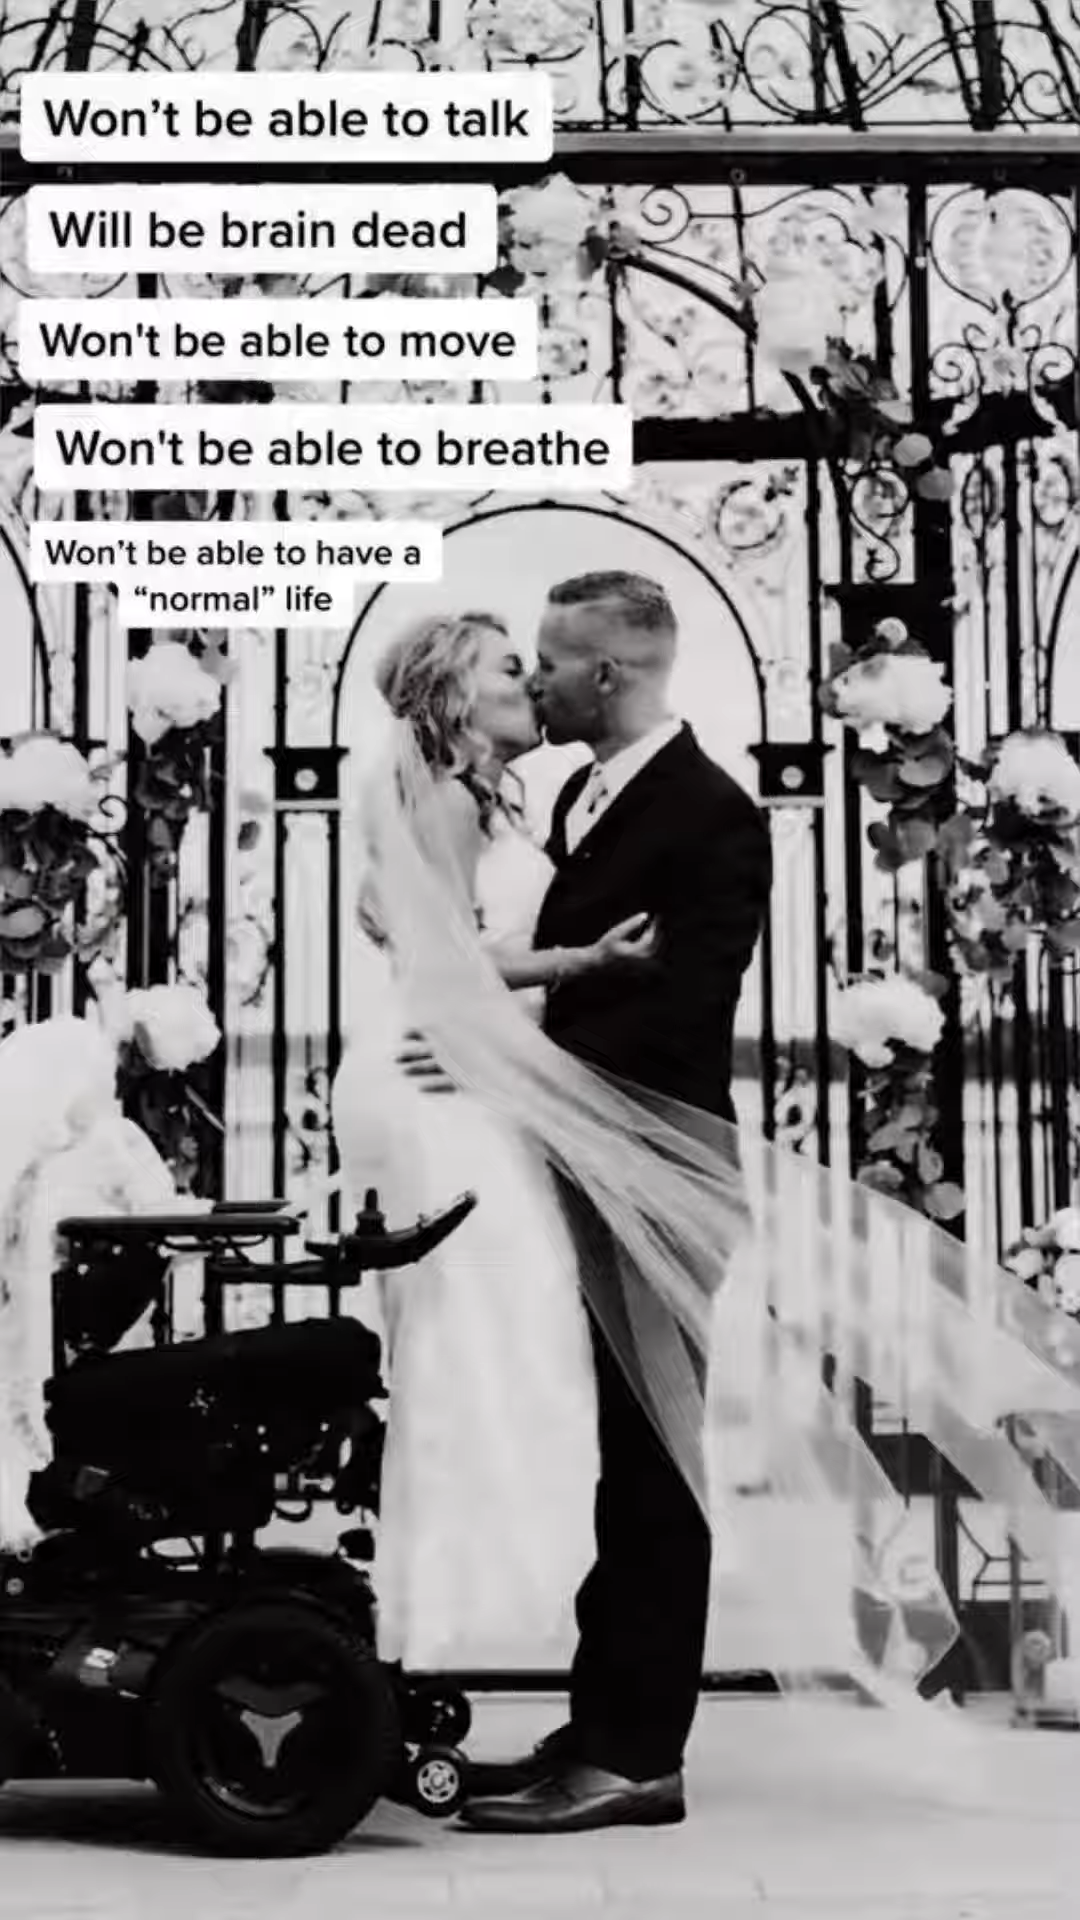 Won’t be able to talk
Will be brain dead
Won't be able to move
Won't be able to breathe
Won’t be able to have a
“normal” life